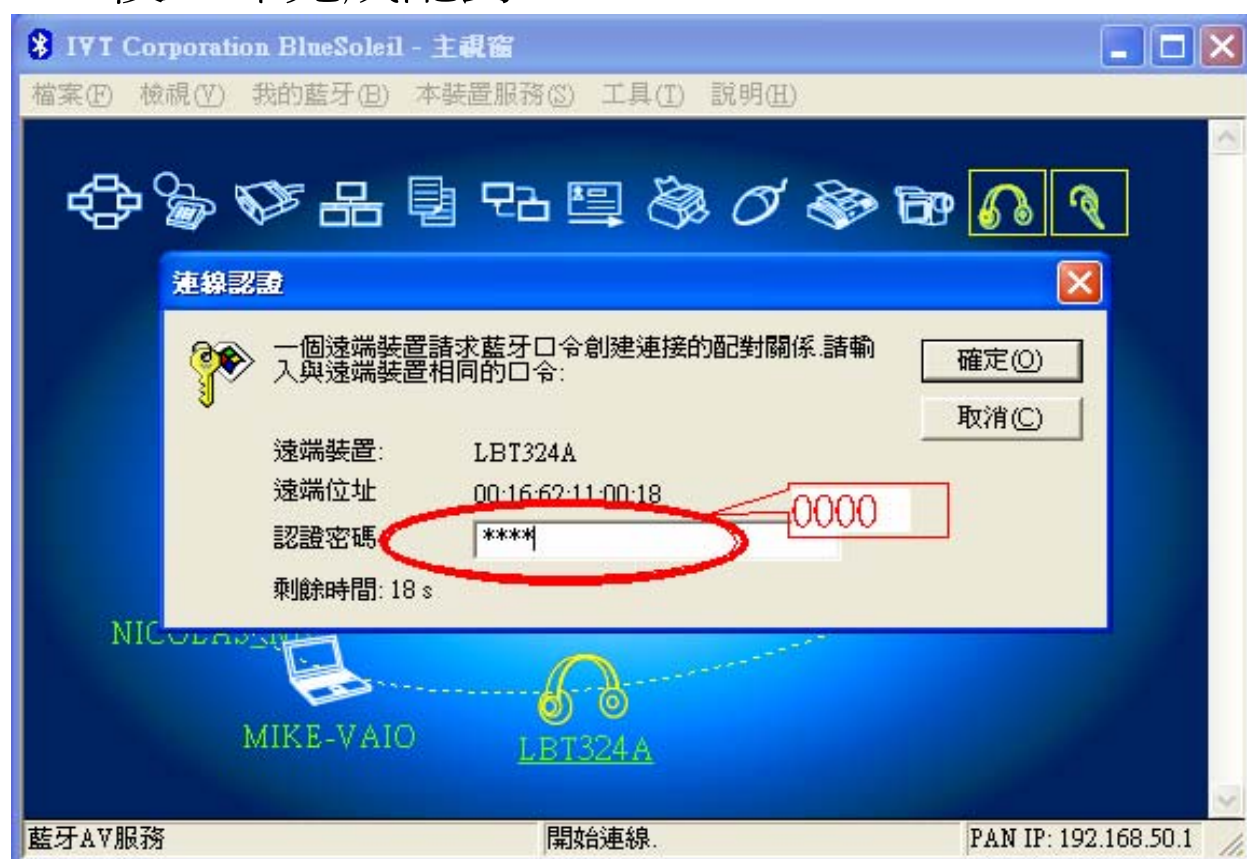 IVT Corporation BlueSoleil - 主視窗
檔案(F) 檢視(V) 我的藍牙(B) 本裝置服務(S) 工具(T) 說明(H)
連線認證
一個遠端裝置請求藍牙口令創建連接的配對關係.請輸
入與遠端裝置相同的口令:
確定(O)
取消(C)
遠端裝置: LBT324A
遠端位址 00:16:62:11:00:18
認證密碼 ****
0000
剩餘時間: 18 s
MIKE-VAIO
LBT324A
藍牙AV服務 開始連線. PAN IP: 192.168.50.1